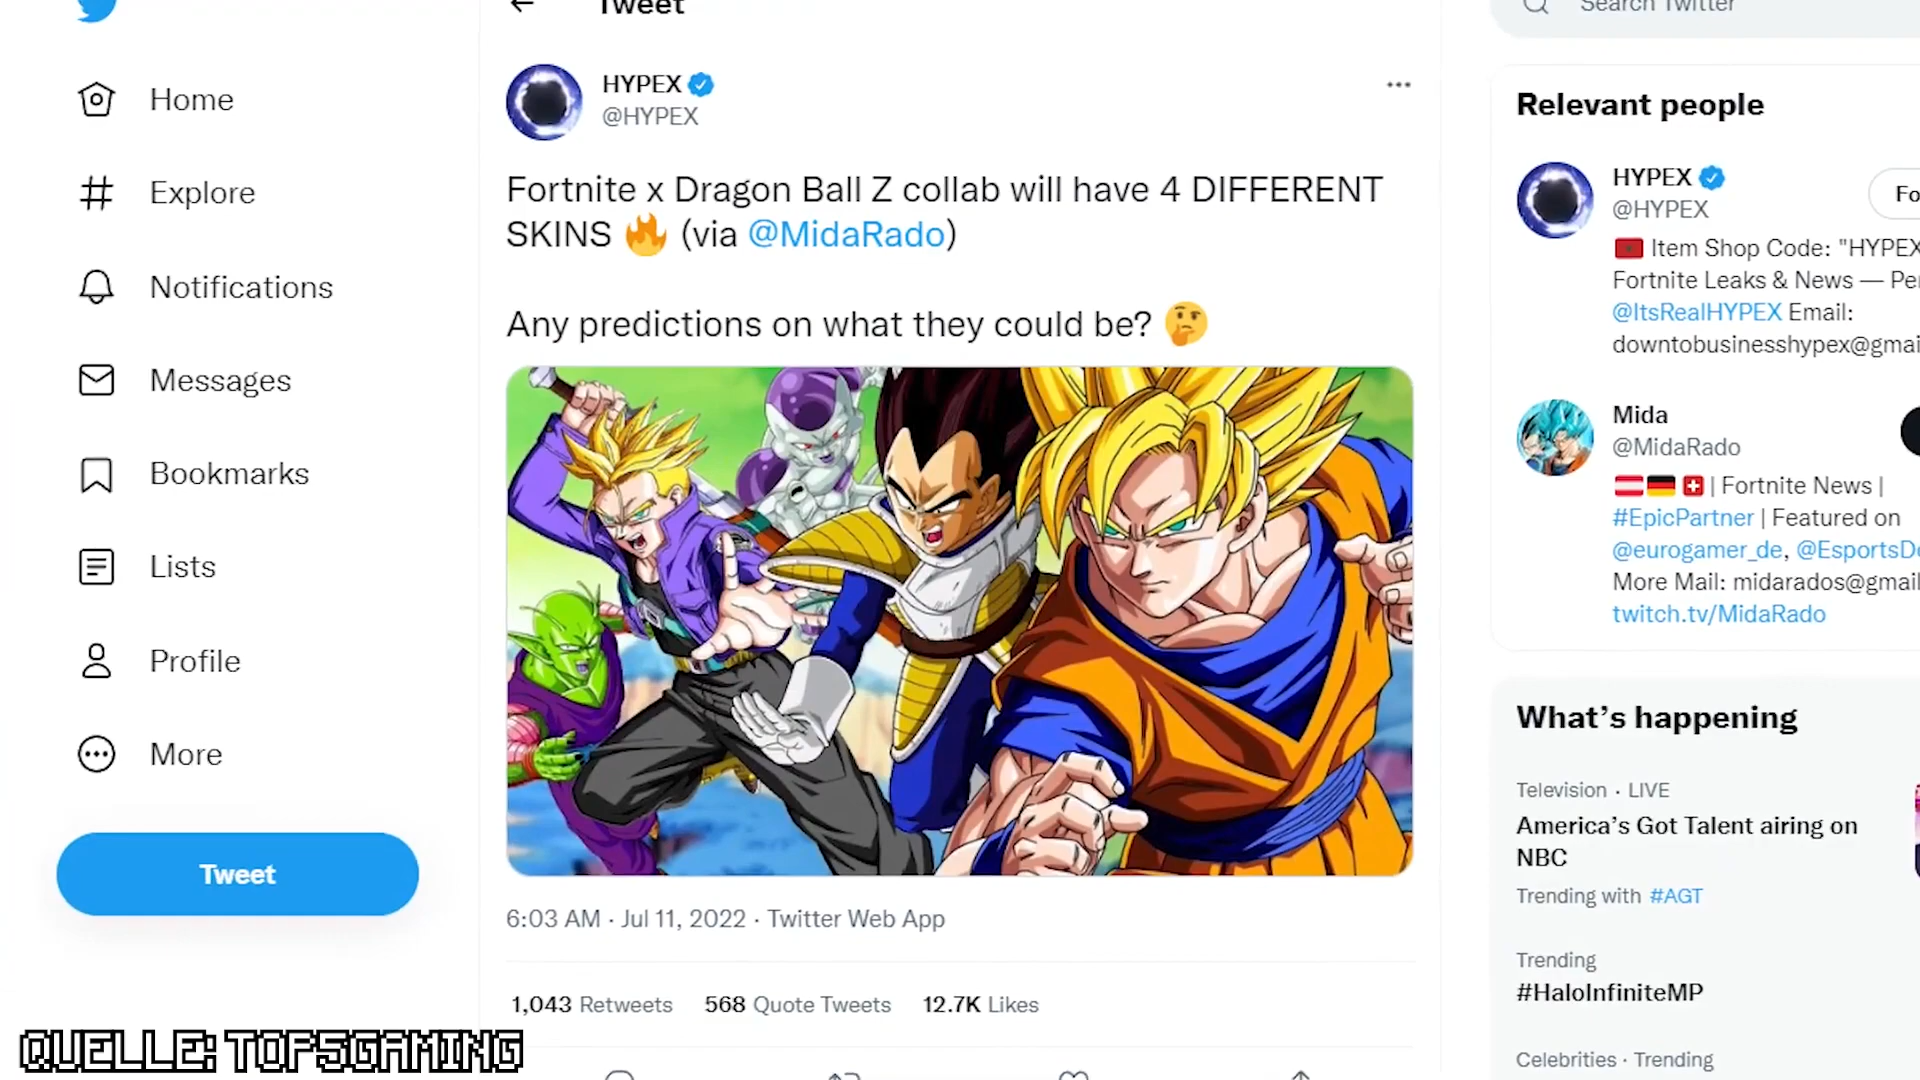 Tweet
Search Twitter
Home
Explore
Notifications
Messages
Bookmarks
Lists
Profile
More
Tweet
HYPEX
@HYPEX
Fortnite x Dragon Ball Z collab will have 4 DIFFERENT
SKINS 🔥 (via @MidaRado)
Any predictions on what they could be? 🤔
6:03 AM · Jul 11, 2022 · Twitter Web App
1,043 Retweets 568 Quote Tweets 12.7K Likes
Relevant people
HYPEX
@HYPEX
Fo
🇲🇦 Item Shop Code: "HYPEX
Fortnite Leaks & News — Per
@ItsRealHYPEX Email:
downtobusinesshypex@gmai
Mida
@MidaRado
🇦🇹🇩🇪🇨🇭 | Fortnite News |
#EpicPartner | Featured on
@eurogamer_de, @EsportsDe
More Mail: midarados@gmail
twitch.tv/MidaRado
What's happening
Television · LIVE
America's Got Talent airing on
NBC
Trending with #AGT
Trending
#HaloInfiniteMP
Celebrities · Trending
QUELLE: TOP5GAMING